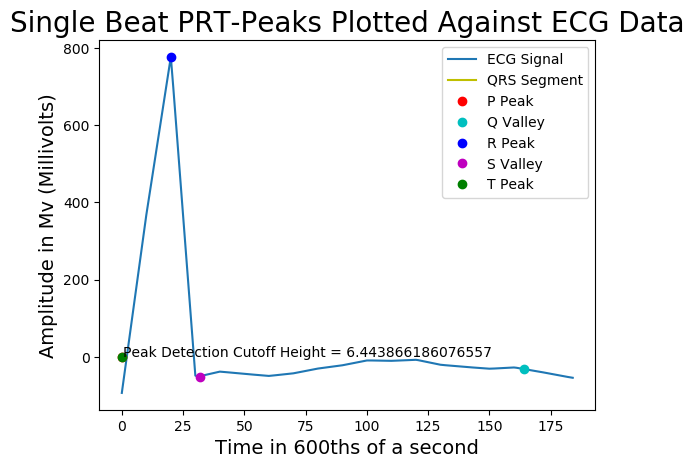 Single Beat PRT-Peaks Plotted Against ECG Data
Amplitude in Mv (Millivolts)
800
600
400
200
0
ECG Signal
QRS Segment
P Peak
Q Valley
R Peak
S Valley
T Peak
Peak Detection Cutoff Height = 6.443866186076557
0 25 50 75 100 125 150 175
Time in 600ths of a second